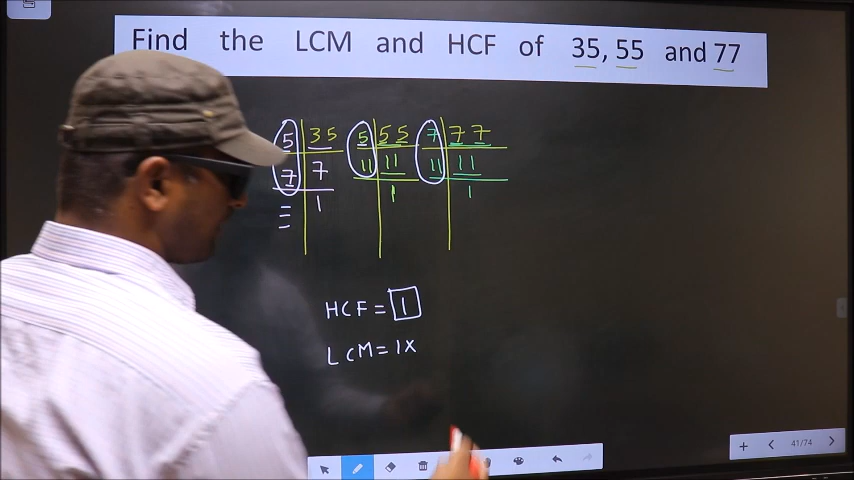 Find the LCM and HCF of 35, 55 and 77
5 35 5 55 7 77
7 7 11 11 11 11
1 1 1
HCF = 1
LCM = 1X
41/74